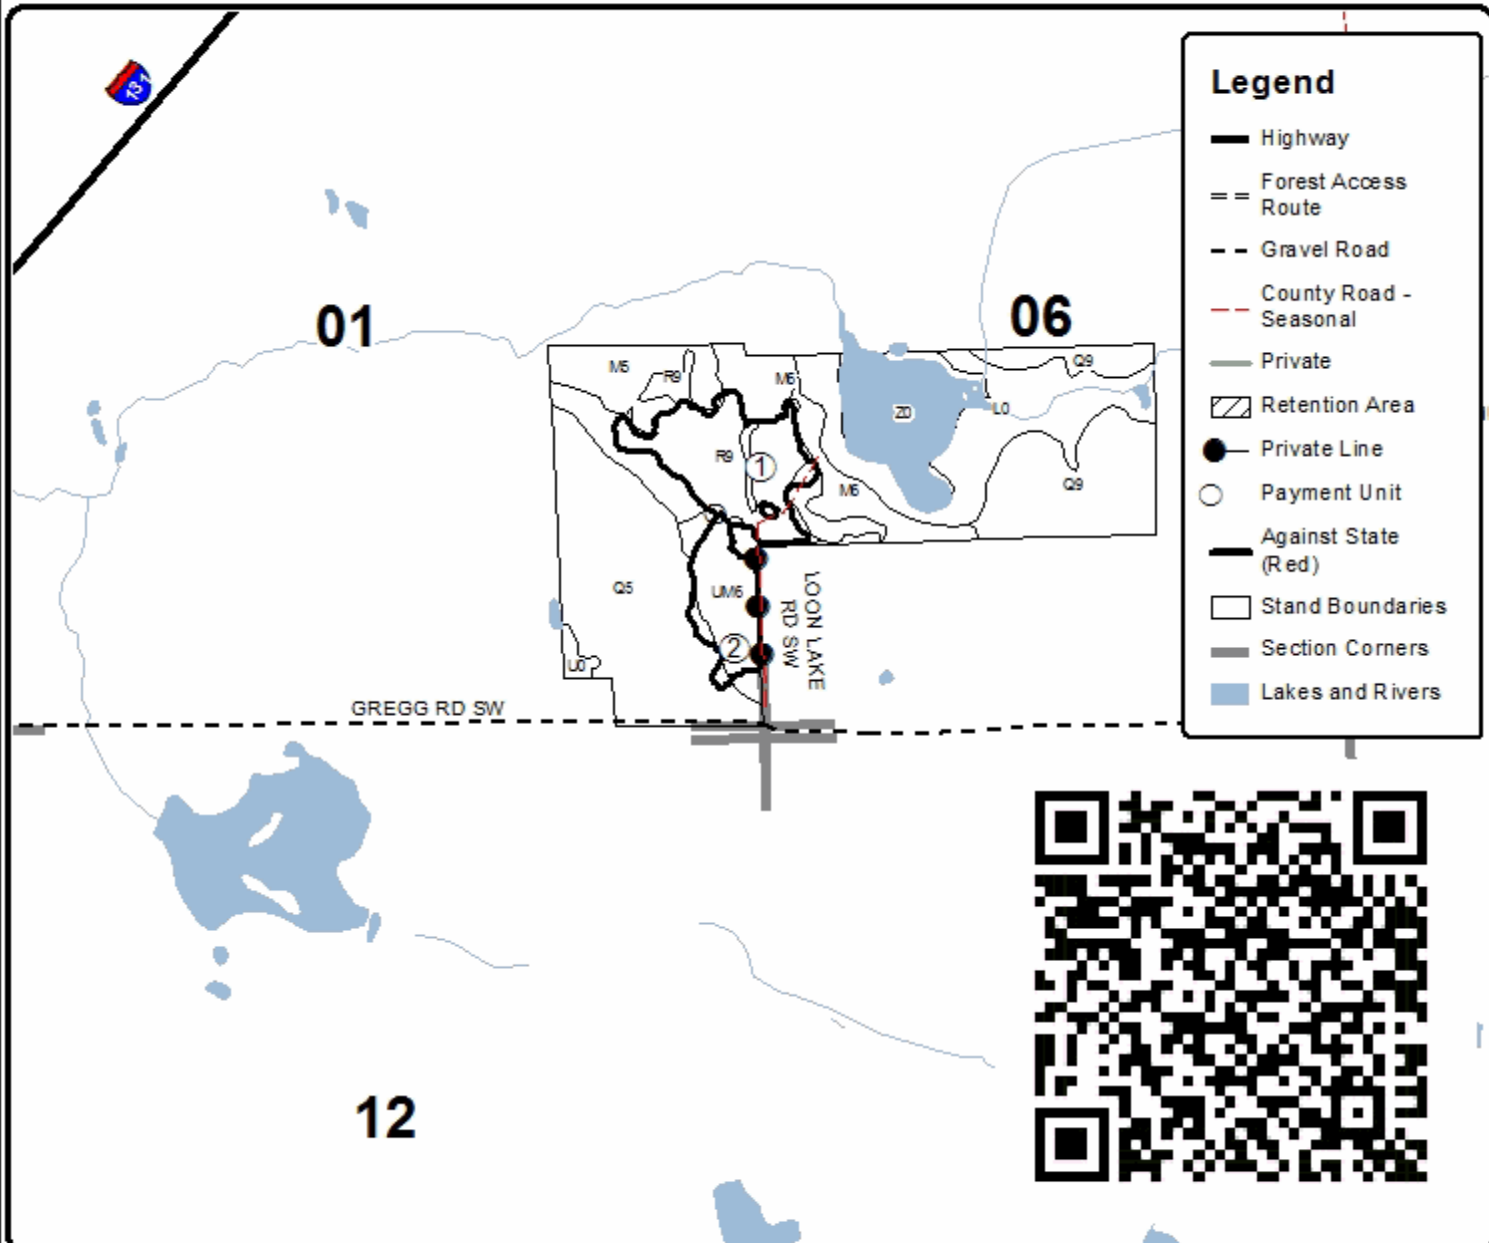 131
Legend
Highway
Forest Access
Route
Gravel Road
County Road -
Seasonal
Private
Retention Area
Private Line
Payment Unit
Against State
(Red)
Stand Boundaries
Section Corners
Lakes and Rivers
01
06
M5
R9
M6
Q9
Z0
L0
R9
1
M6
Q9
Q5
UM6
LOON LAKE
RD SW
2
U0
GREGG RD SW
12